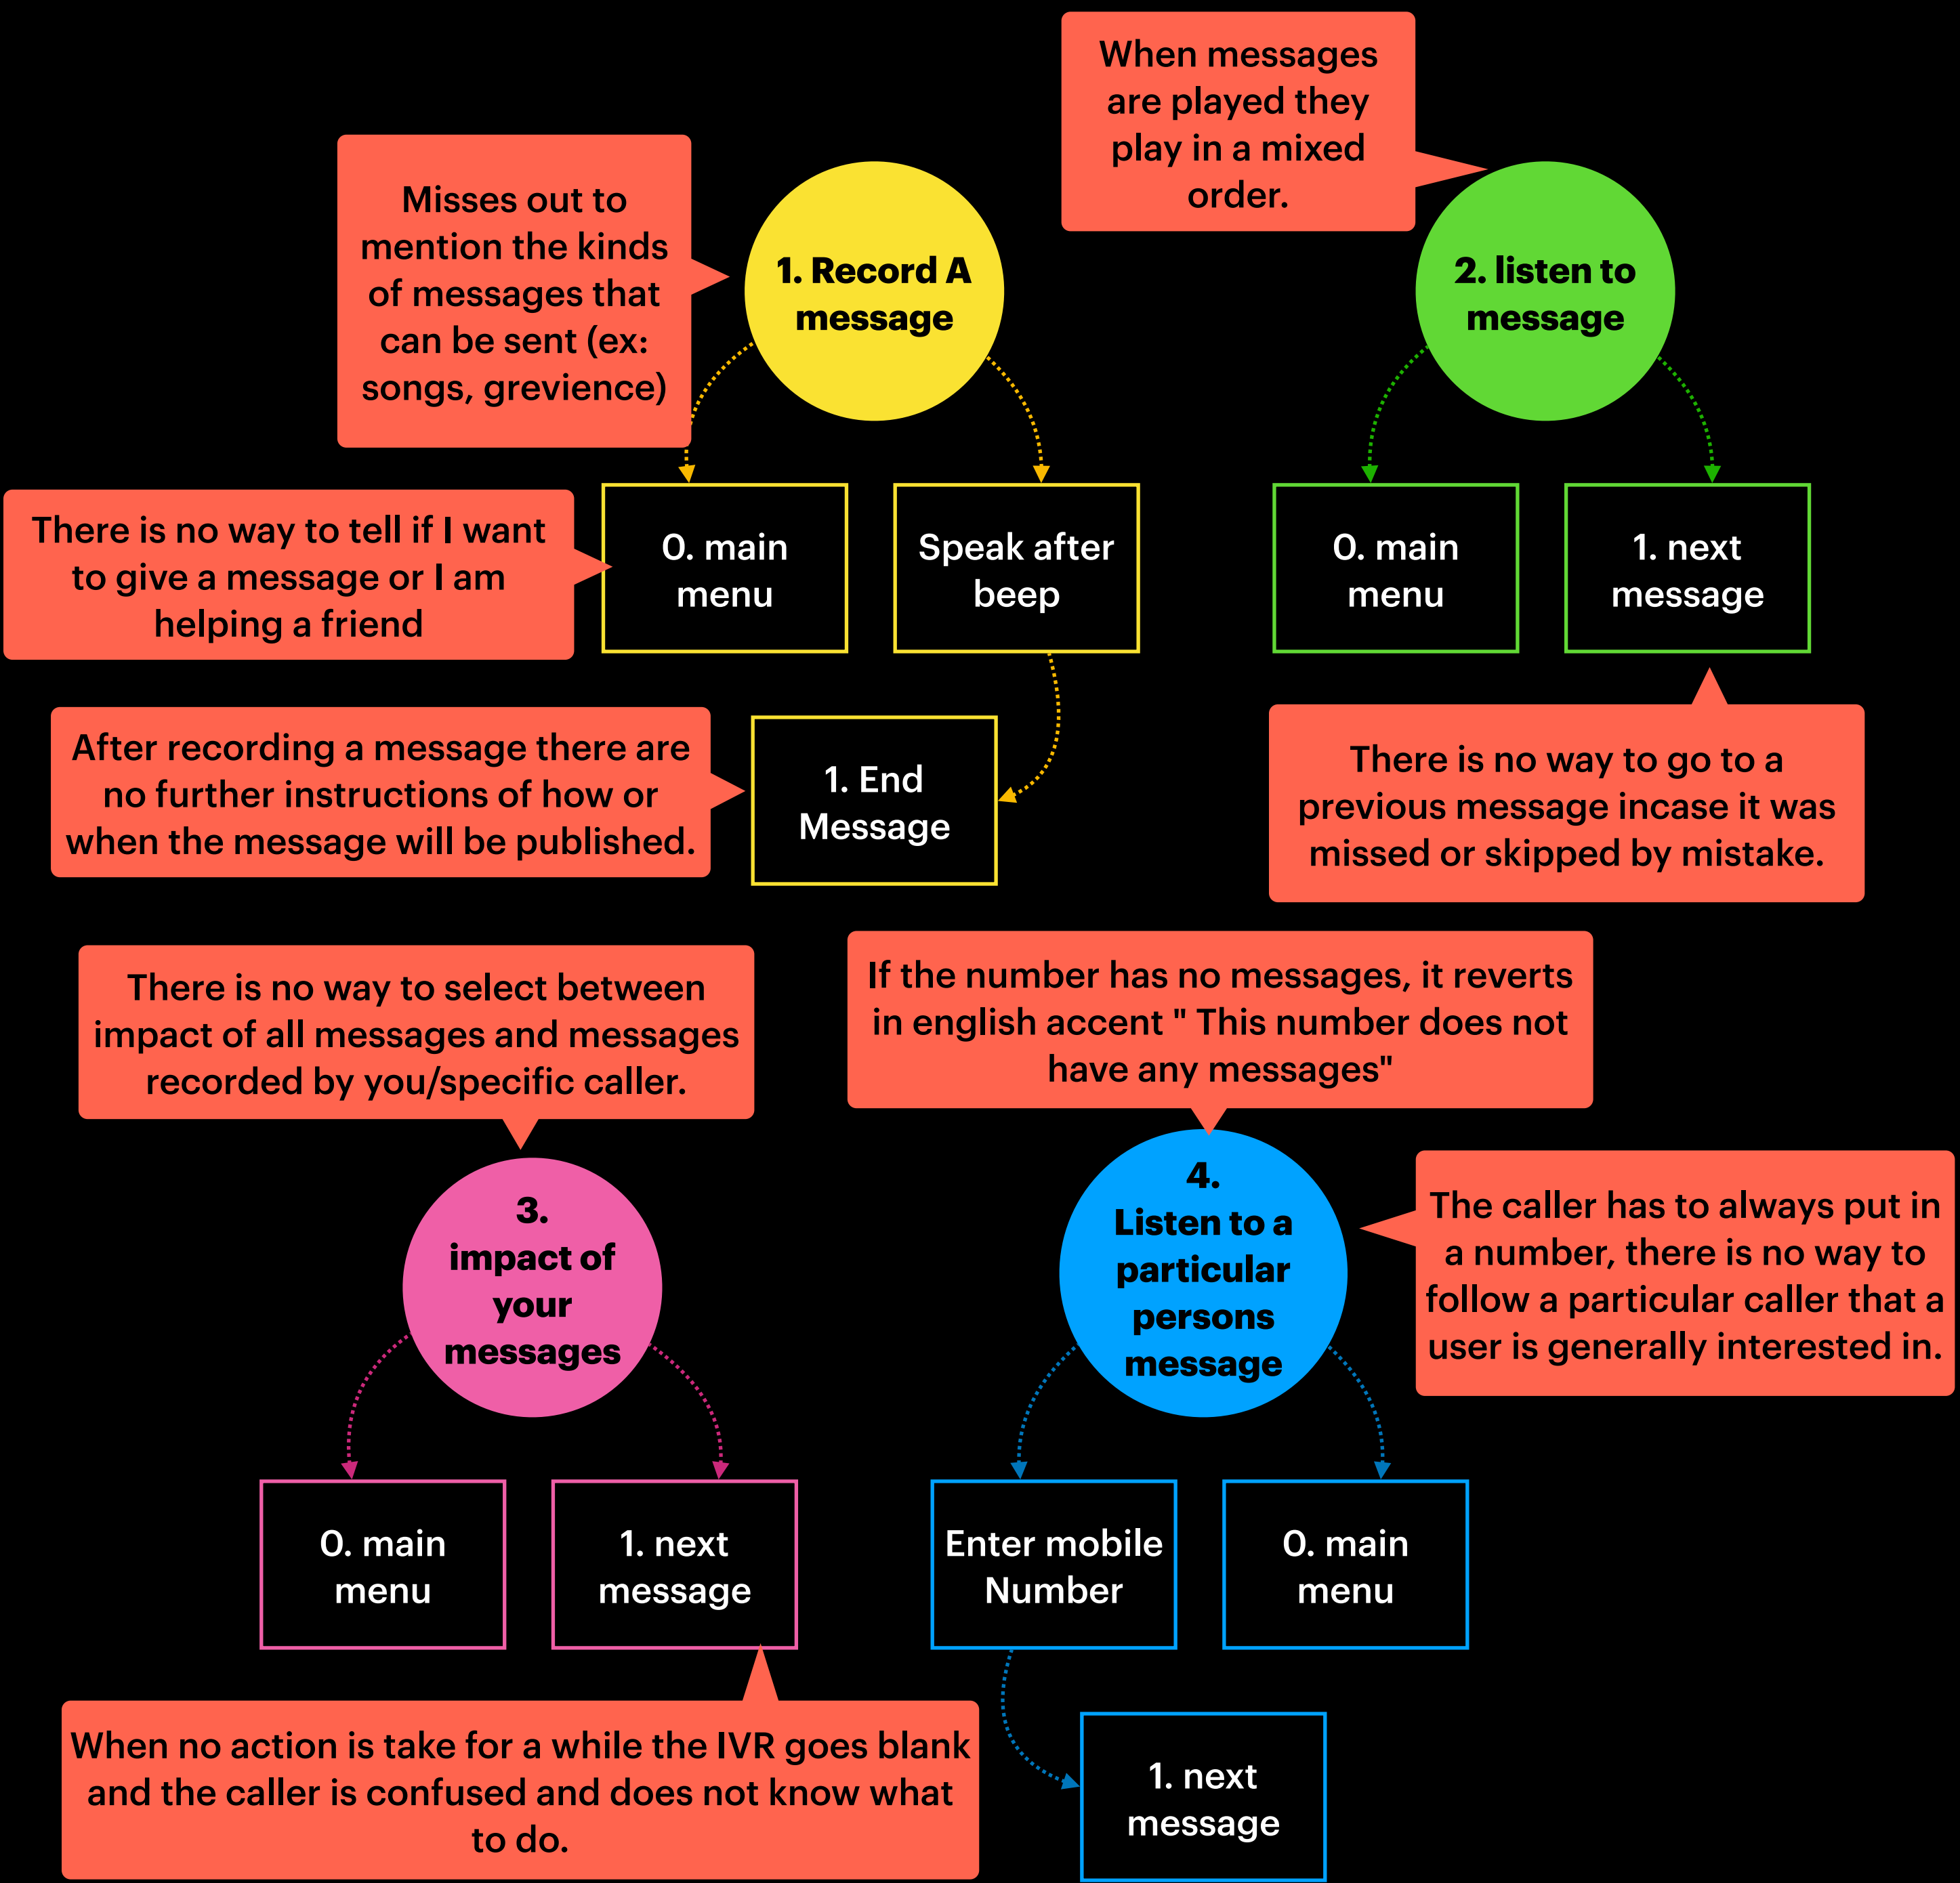 When messages
are played they
play in a mixed
order.
Misses out to
mention the kinds
of messages that
can be sent (ex:
songs, grevience)
1. Record A
message
2. listen to
message
There is no way to tell if I want
to give a message or I am
helping a friend
0. main
menu
Speak after
beep
0. main
menu
1. next
message
After recording a message there are
no further instructions of how or
when the message will be published.
1. End
Message
There is no way to go to a
previous message incase it was
missed or skipped by mistake.
There is no way to select between
impact of all messages and messages
recorded by you/specific caller.
If the number has no messages, it reverts
in english accent " This number does not
have any messages"
3.
impact of
your
messages
4.
Listen to a
particular
persons
message
The caller has to always put in
a number, there is no way to
follow a particular caller that a
user is generally interested in.
0. main
menu
1. next
message
Enter mobile
Number
0. main
menu
When no action is take for a while the IVR goes blank
and the caller is confused and does not know what
to do.
1. next
message